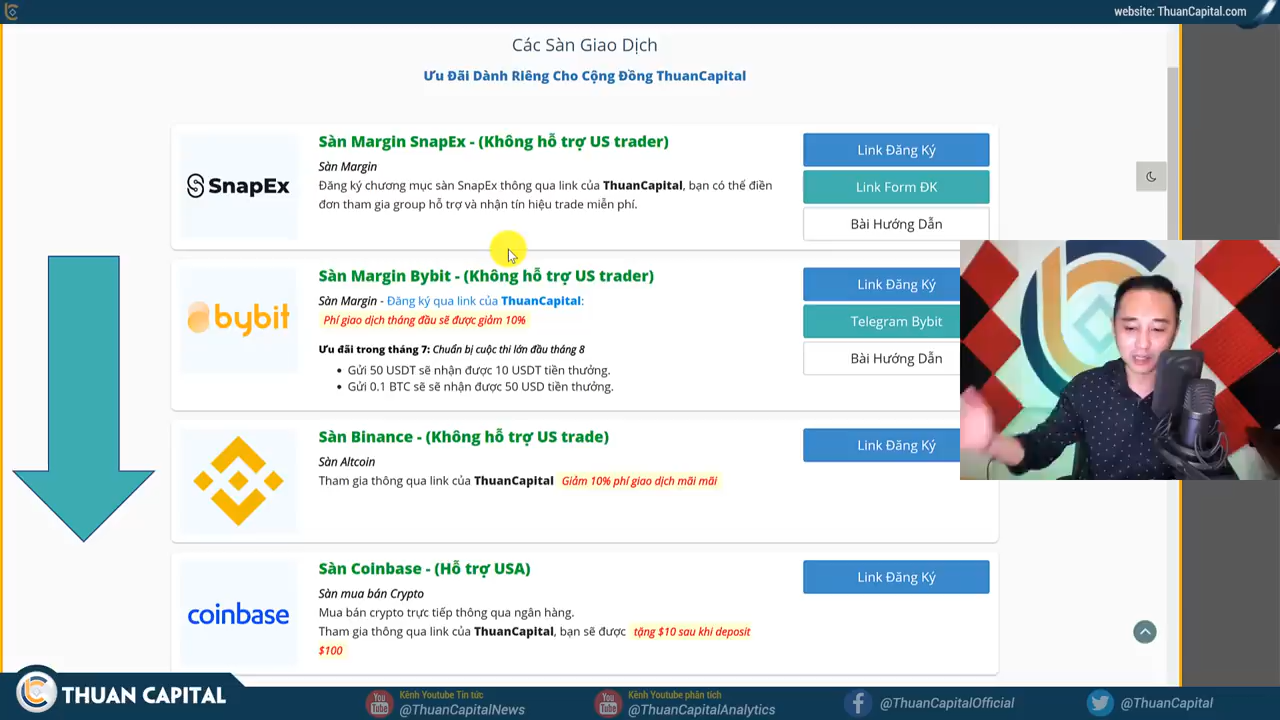 website: ThuanCapital.com
Các Sàn Giao Dịch
Ưu Đãi Dành Riêng Cho Cộng Đồng ThuanCapital
SnapEx
Sàn Margin SnapEx - (Không hỗ trợ US trader)
Sàn Margin
Đăng ký chương mục sàn SnapEx thông qua link của ThuanCapital, bạn có thể điền
đơn tham gia group hỗ trợ và nhận tín hiệu trade miễn phí.
Link Đăng Ký
Link Form ĐK
Bài Hướng Dẫn
bybit
Sàn Margin Bybit - (Không hỗ trợ US trader)
Sàn Margin - Đăng ký qua link của ThuanCapital:
Phí giao dịch tháng đầu sẽ được giảm 10%
Ưu đãi trong tháng 7: Chuẩn bị cuộc thi lớn đầu tháng 8
• Gửi 50 USDT sẽ nhận được 10 USDT tiền thưởng.
• Gửi 0.1 BTC sẽ sẽ nhận được 50 USD tiền thưởng.
Link Đăng Ký
Telegram Bybit
Bài Hướng Dẫn
Sàn Binance - (Không hỗ trợ US trade)
Sàn Altcoin
Tham gia thông qua link của ThuanCapital Giảm 10% phí giao dịch mãi mãi
Link Đăng Ký
coinbase
Sàn Coinbase - (Hỗ trợ USA)
Sàn mua bán Crypto
Mua bán crypto trực tiếp thông qua ngân hàng.
Tham gia thông qua link của ThuanCapital, bạn sẽ được tặng $10 sau khi deposit
$100
Link Đăng Ký
THUAN CAPITAL
You Tube
Kênh Youtube Tin tức
@ThuanCapitalNews
You Tube
Kênh Youtube phân tích
@ThuanCapitalAnalytics
@ThuanCapitalOfficial
@ThuanCapital